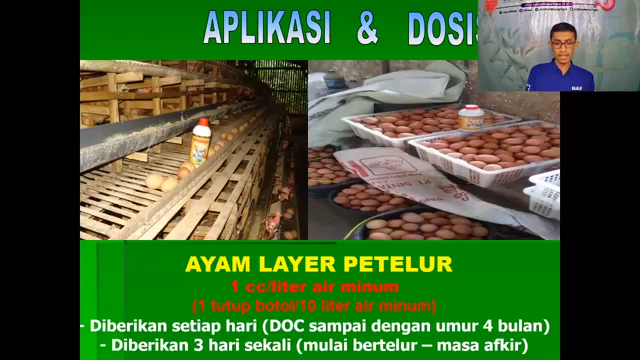 APLIKASI & DOSIS
AYAM LAYER PETELUR
1 cc/liter air minum
(1 tutup botol/10 liter air minum)
- Diberikan setiap hari (DOC sampai dengan umur 4 bulan)
- Diberikan 3 hari sekali (mulai bertelur – masa afkir)